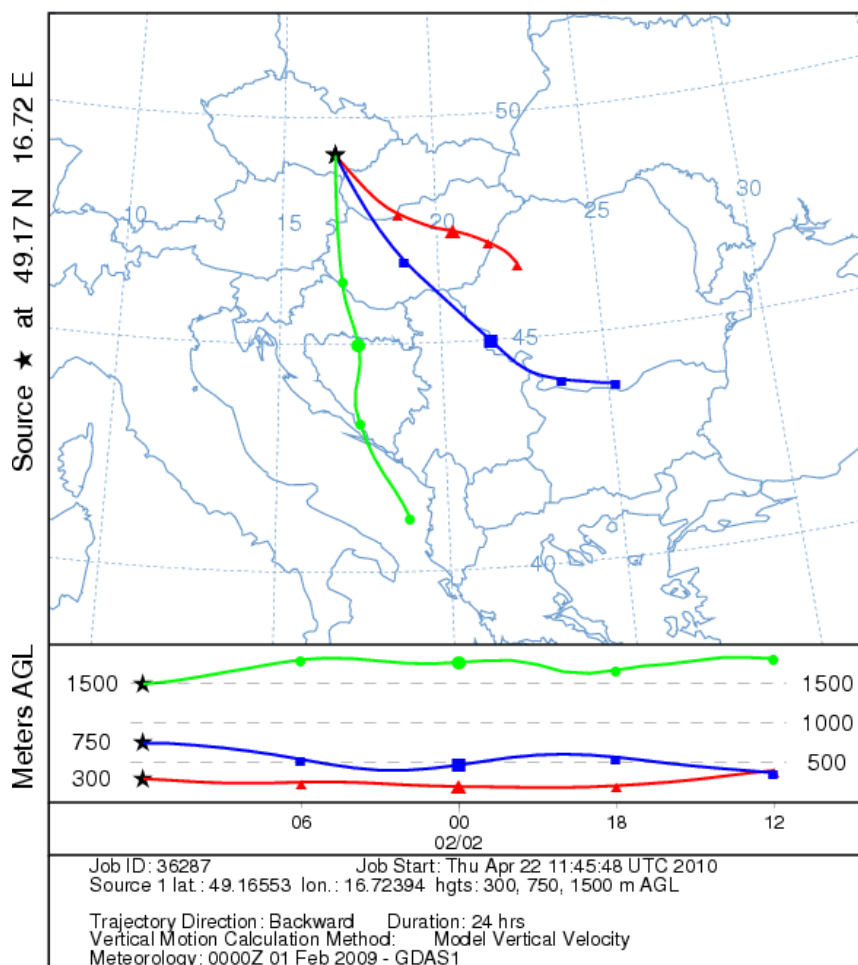 Source ★ at 49.17 N 16.72 E
50
30
10
15
20
25
45
40
Meters AGL
1500 1500
1000
750
500
300
06 00 18 12
02/02
Job ID: 36287 Job Start: Thu Apr 22 11:45:48 UTC 2010
Source 1 lat.: 49.16553 lon.: 16.72394 hgts: 300, 750, 1500 m AGL
Trajectory Direction: Backward Duration: 24 hrs
Vertical Motion Calculation Method: Model Vertical Velocity
Meteorology: 0000Z 01 Feb 2009 - GDAS1